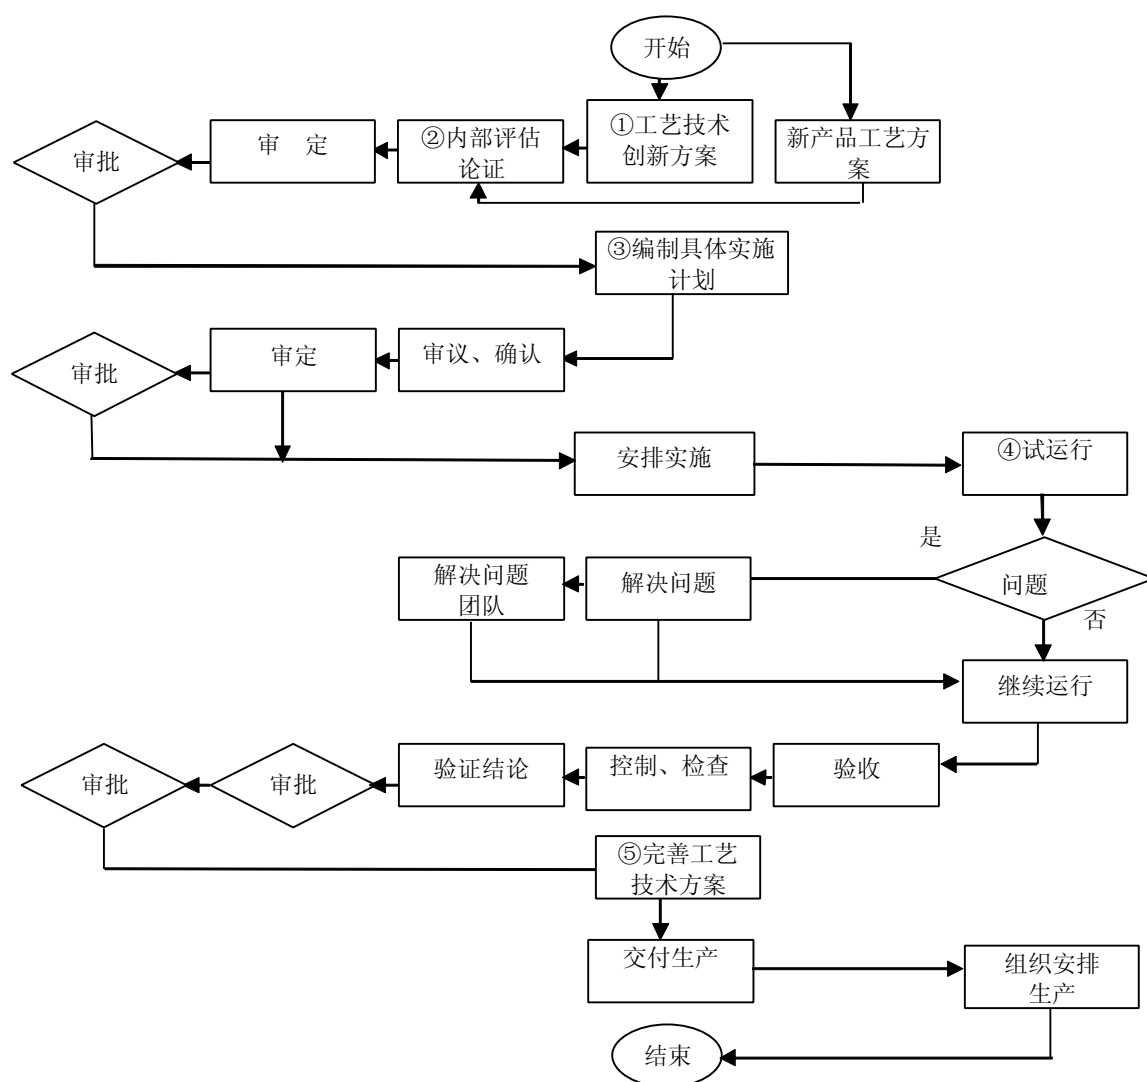 开始
①工艺技术
创新方案
新产品工艺方
案
②内部评估
论证
审 定
审批
③编制具体实施
计划
审议、确认
审定
审批
安排实施
④试运行
是
问题
否
解决问题
解决问题
团队
继续运行
验收
控制、检查
验证结论
审批
审批
⑤完善工艺
技术方案
交付生产
组织安排
生产
结束